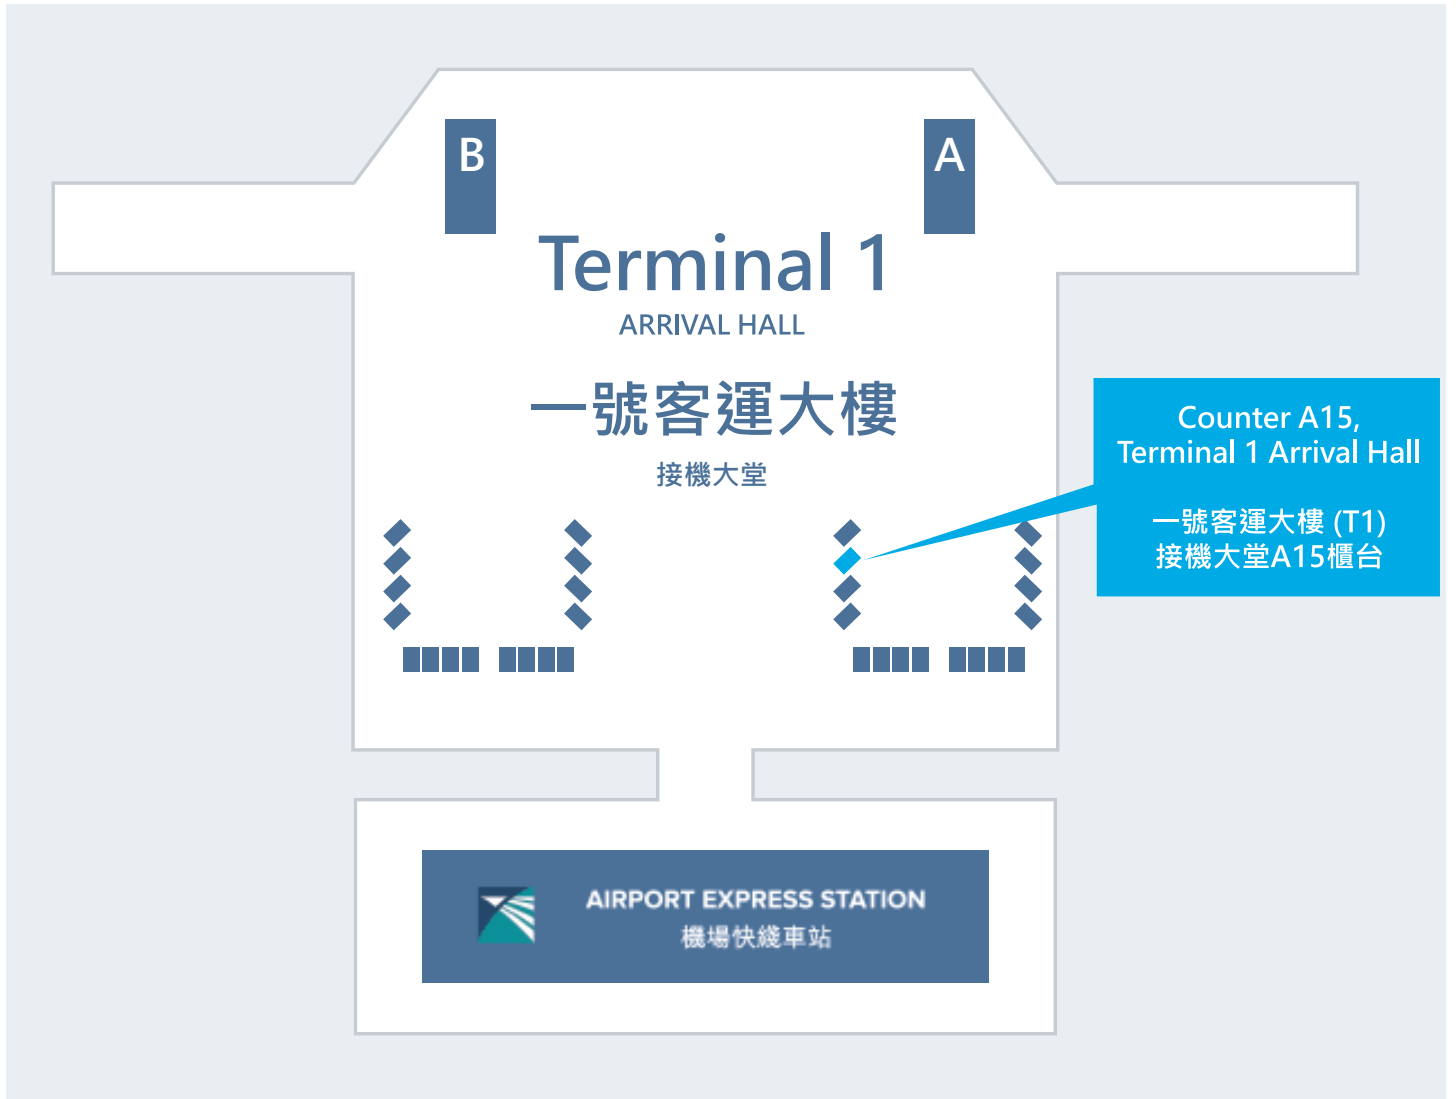 B
A
Terminal 1
ARRIVAL HALL
一號客運大樓
接機大堂
Counter A15,
Terminal 1 Arrival Hall
一號客運大樓 (T1)
接機大堂A15櫃台
AIRPORT EXPRESS STATION
機場快綫車站